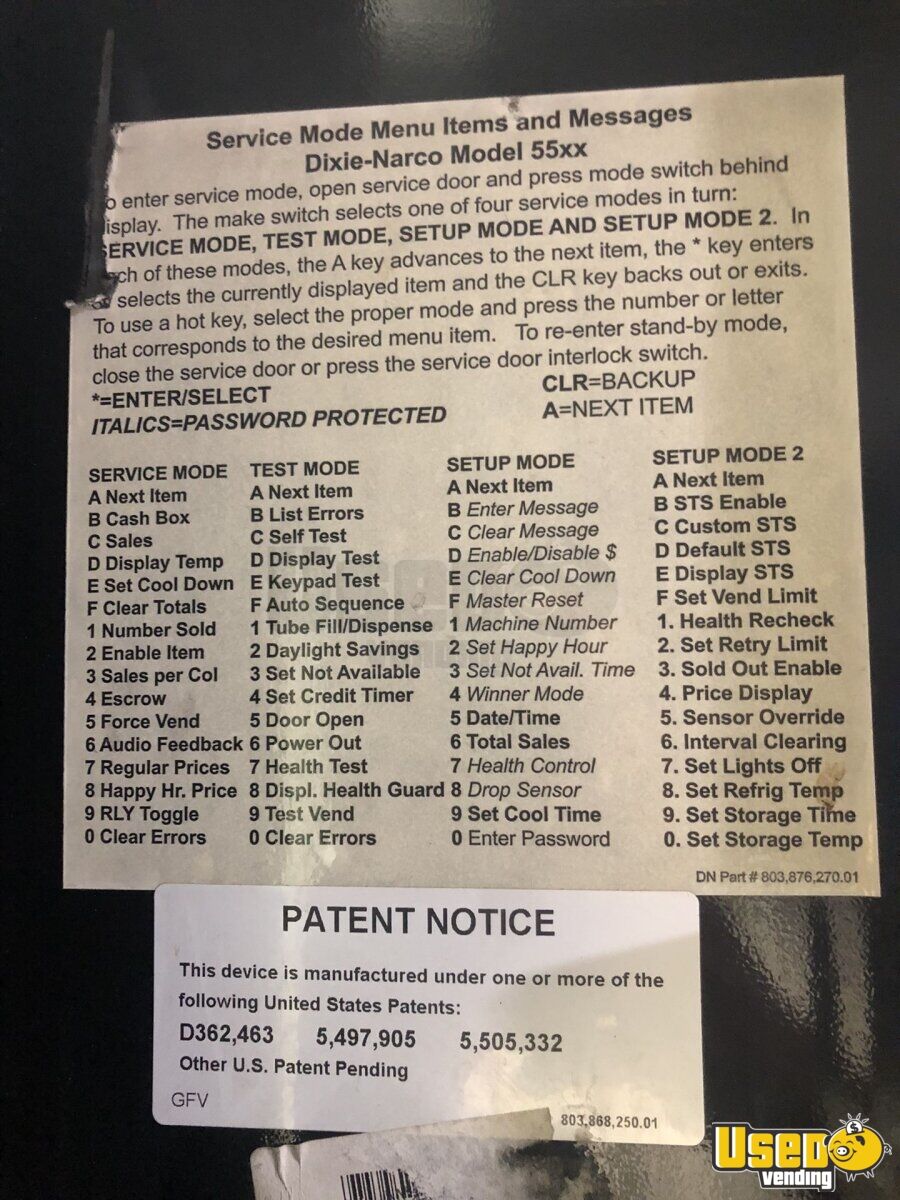 Service Mode Menu Items and Messages
Dixie-Narco Model 55xx
o enter service mode, open service door and press mode switch behind
isplay. The make switch selects one of four service modes in turn:
SERVICE MODE, TEST MODE, SETUP MODE AND SETUP MODE 2. In
ch of these modes, the A key advances to the next item, the * key enters
selects the currently displayed item and the CLR key backs out or exits.
To use a hot key, select the proper mode and press the number or letter
that corresponds to the desired menu item. To re-enter stand-by mode,
close the service door or press the service door interlock switch.
*=ENTER/SELECT CLR=BACKUP
ITALICS=PASSWORD PROTECTED A=NEXT ITEM
SERVICE MODE TEST MODE SETUP MODE SETUP MODE 2
A Next Item A Next Item A Next Item A Next Item
B Cash Box B List Errors B Enter Message B STS Enable
C Sales C Self Test C Clear Message C Custom STS
D Display Temp D Display Test D Enable/Disable $ D Default STS
E Set Cool Down E Keypad Test E Clear Cool Down E Display STS
F Clear Totals F Auto Sequence F Master Reset F Set Vend Limit
1 Number Sold 1 Tube Fill/Dispense 1 Machine Number 1. Health Recheck
2 Enable Item 2 Daylight Savings 2 Set Happy Hour 2. Set Retry Limit
3 Sales per Col 3 Set Not Available 3 Set Not Avail. Time 3. Sold Out Enable
4 Escrow 4 Set Credit Timer 4 Winner Mode 4. Price Display
5 Force Vend 5 Door Open 5 Date/Time 5. Sensor Override
6 Audio Feedback 6 Power Out 6 Total Sales 6. Interval Clearing
7 Regular Prices 7 Health Test 7 Health Control 7. Set Lights Off
8 Happy Hr. Price 8 Displ. Health Guard 8 Drop Sensor 8. Set Refrig Temp
9 RLY Toggle 9 Test Vend 9 Set Cool Time 9. Set Storage Time
0 Clear Errors 0 Clear Errors 0 Enter Password 0. Set Storage Temp
DN Part # 803,876,270.01
PATENT NOTICE
This device is manufactured under one or more of the
following United States Patents:
D362,463 5,497,905 5,505,332
Other U.S. Patent Pending
GFV
803,868,250.01
Used
vending